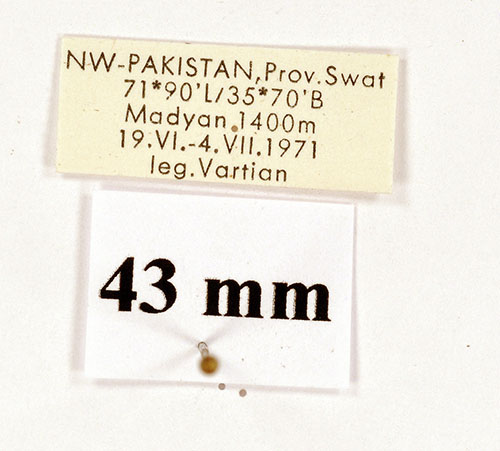 NW-PAKISTAN,Prov.Swat
71*90'L/35*70'B
Madyan,1400m
19.VI.-4.VII.1971
leg.Vartian
43 mm